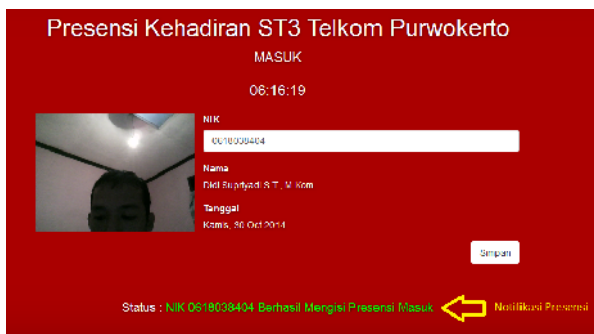 Presensi Kehadiran ST3 Telkom Purwokerto
MASUK
06:16:19
NIK
0618038404
Nama
Didi Supriyadi S.T., M.Kom
Tanggal
Kamis, 30 Oct 2014
Simpan
Status : NIK 0618038404 Berhasil Mengisi Presensi Masuk
Notifikasi Presensi